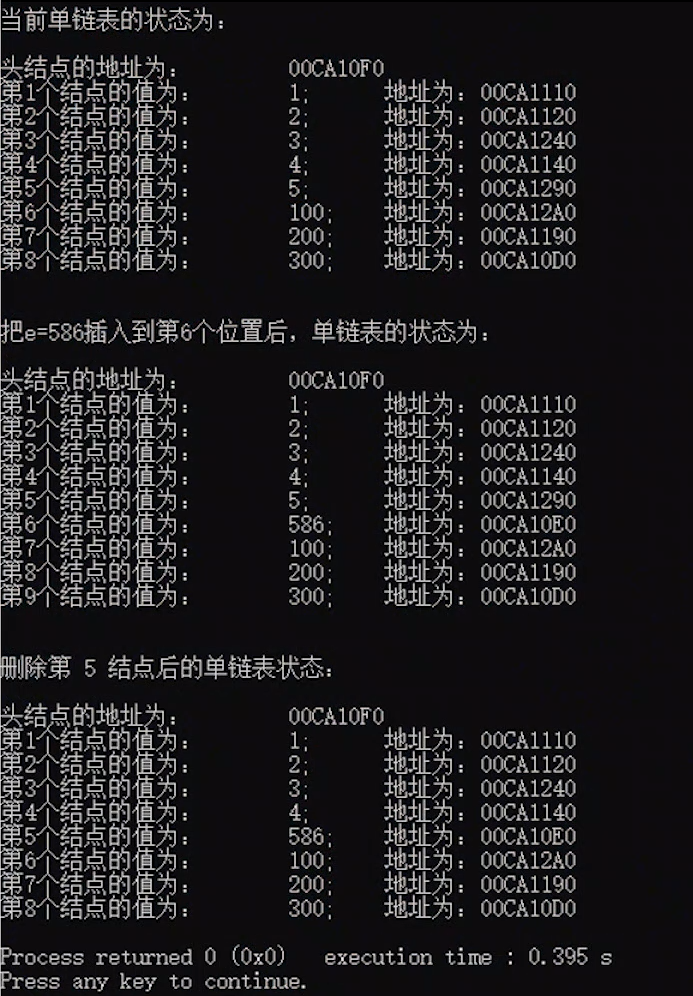 当前单链表的状态为:
头结点的地址为: 00CA10F0
第1个结点的值为: 1; 地址为: 00CA1110
第2个结点的值为: 2; 地址为: 00CA1120
第3个结点的值为: 3; 地址为: 00CA1240
第4个结点的值为: 4; 地址为: 00CA1140
第5个结点的值为: 5; 地址为: 00CA1290
第6个结点的值为: 100; 地址为: 00CA12A0
第7个结点的值为: 200; 地址为: 00CA1190
第8个结点的值为: 300; 地址为: 00CA10D0
把e=586插入到第6个位置后，单链表的状态为:
头结点的地址为: 00CA10F0
第1个结点的值为: 1; 地址为: 00CA1110
第2个结点的值为: 2; 地址为: 00CA1120
第3个结点的值为: 3; 地址为: 00CA1240
第4个结点的值为: 4; 地址为: 00CA1140
第5个结点的值为: 5; 地址为: 00CA1290
第6个结点的值为: 586; 地址为: 00CA10E0
第7个结点的值为: 100; 地址为: 00CA12A0
第8个结点的值为: 200; 地址为: 00CA1190
第9个结点的值为: 300; 地址为: 00CA10D0
删除第 5 结点后的单链表状态:
头结点的地址为: 00CA10F0
第1个结点的值为: 1; 地址为: 00CA1110
第2个结点的值为: 2; 地址为: 00CA1120
第3个结点的值为: 3; 地址为: 00CA1240
第4个结点的值为: 4; 地址为: 00CA1140
第5个结点的值为: 586; 地址为: 00CA10E0
第6个结点的值为: 100; 地址为: 00CA12A0
第7个结点的值为: 200; 地址为: 00CA1190
第8个结点的值为: 300; 地址为: 00CA10D0
Process returned 0 (0x0) execution time : 0.395 s
Press any key to continue.